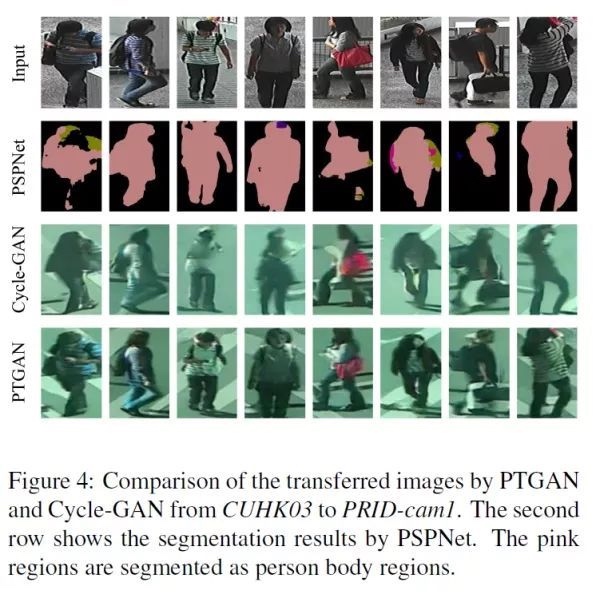 Input
PSPNet
Cycle-GAN
PTGAN
Figure 4: Comparison of the transferred images by PTGAN
and Cycle-GAN from CUHK03 to PRID-cam1. The second
row shows the segmentation results by PSPNet. The pink
regions are segmented as person body regions.